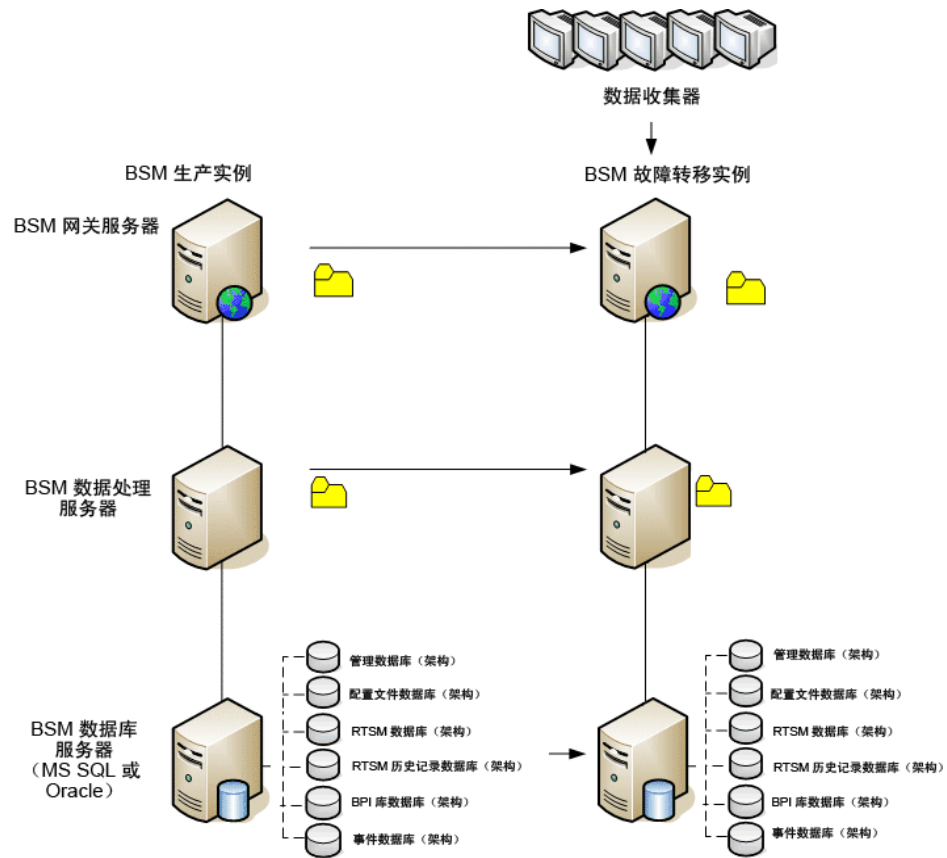 数据收集器
BSM 生产实例
BSM 故障转移实例
BSM 网关服务器
BSM 数据处理
服务器
BSM 数据库
服务器
（MS SQL 或
Oracle）
管理数据库（架构）
配置文件数据库（架构）
RTSM 数据库（架构）
RTSM 历史记录数据库（架构）
BPI 库数据库（架构）
事件数据库（架构）
管理数据库（架构）
配置文件数据库（架构）
RTSM 数据库（架构）
RTSM 历史记录数据库（架构）
BPI 库数据库（架构）
事件数据库（架构）